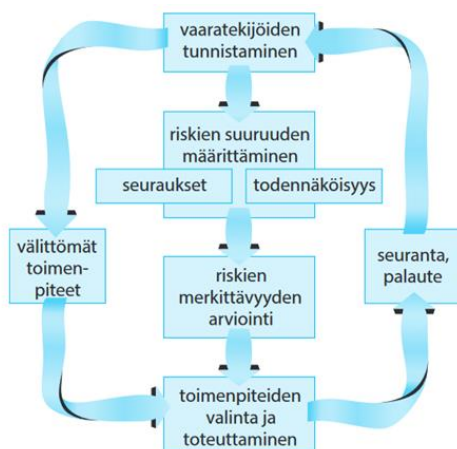 vaaratekijöiden
tunnistaminen
riskien suuruuden
määrittäminen
seuraukset
todennäköisyys
välittömät
toimen-
piteet
riskien
merkittävyyden
arviointi
seuranta,
palaute
toimenpiteiden
valinta ja
toteuttaminen